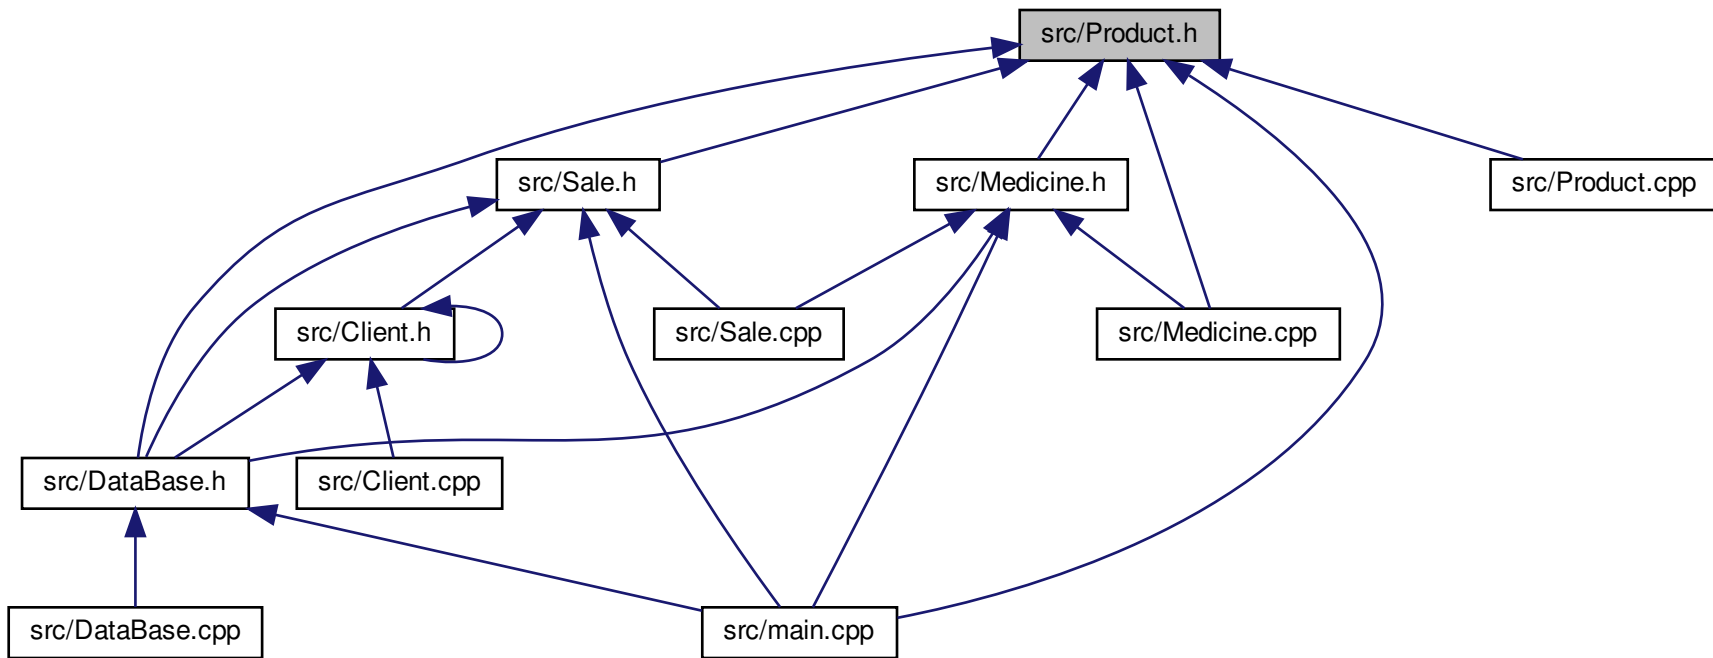 src/Product.h
src/Sale.h
src/Medicine.h
src/Product.cpp
src/Client.h
src/Sale.cpp
src/Medicine.cpp
src/DataBase.h
src/Client.cpp
src/DataBase.cpp
src/main.cpp